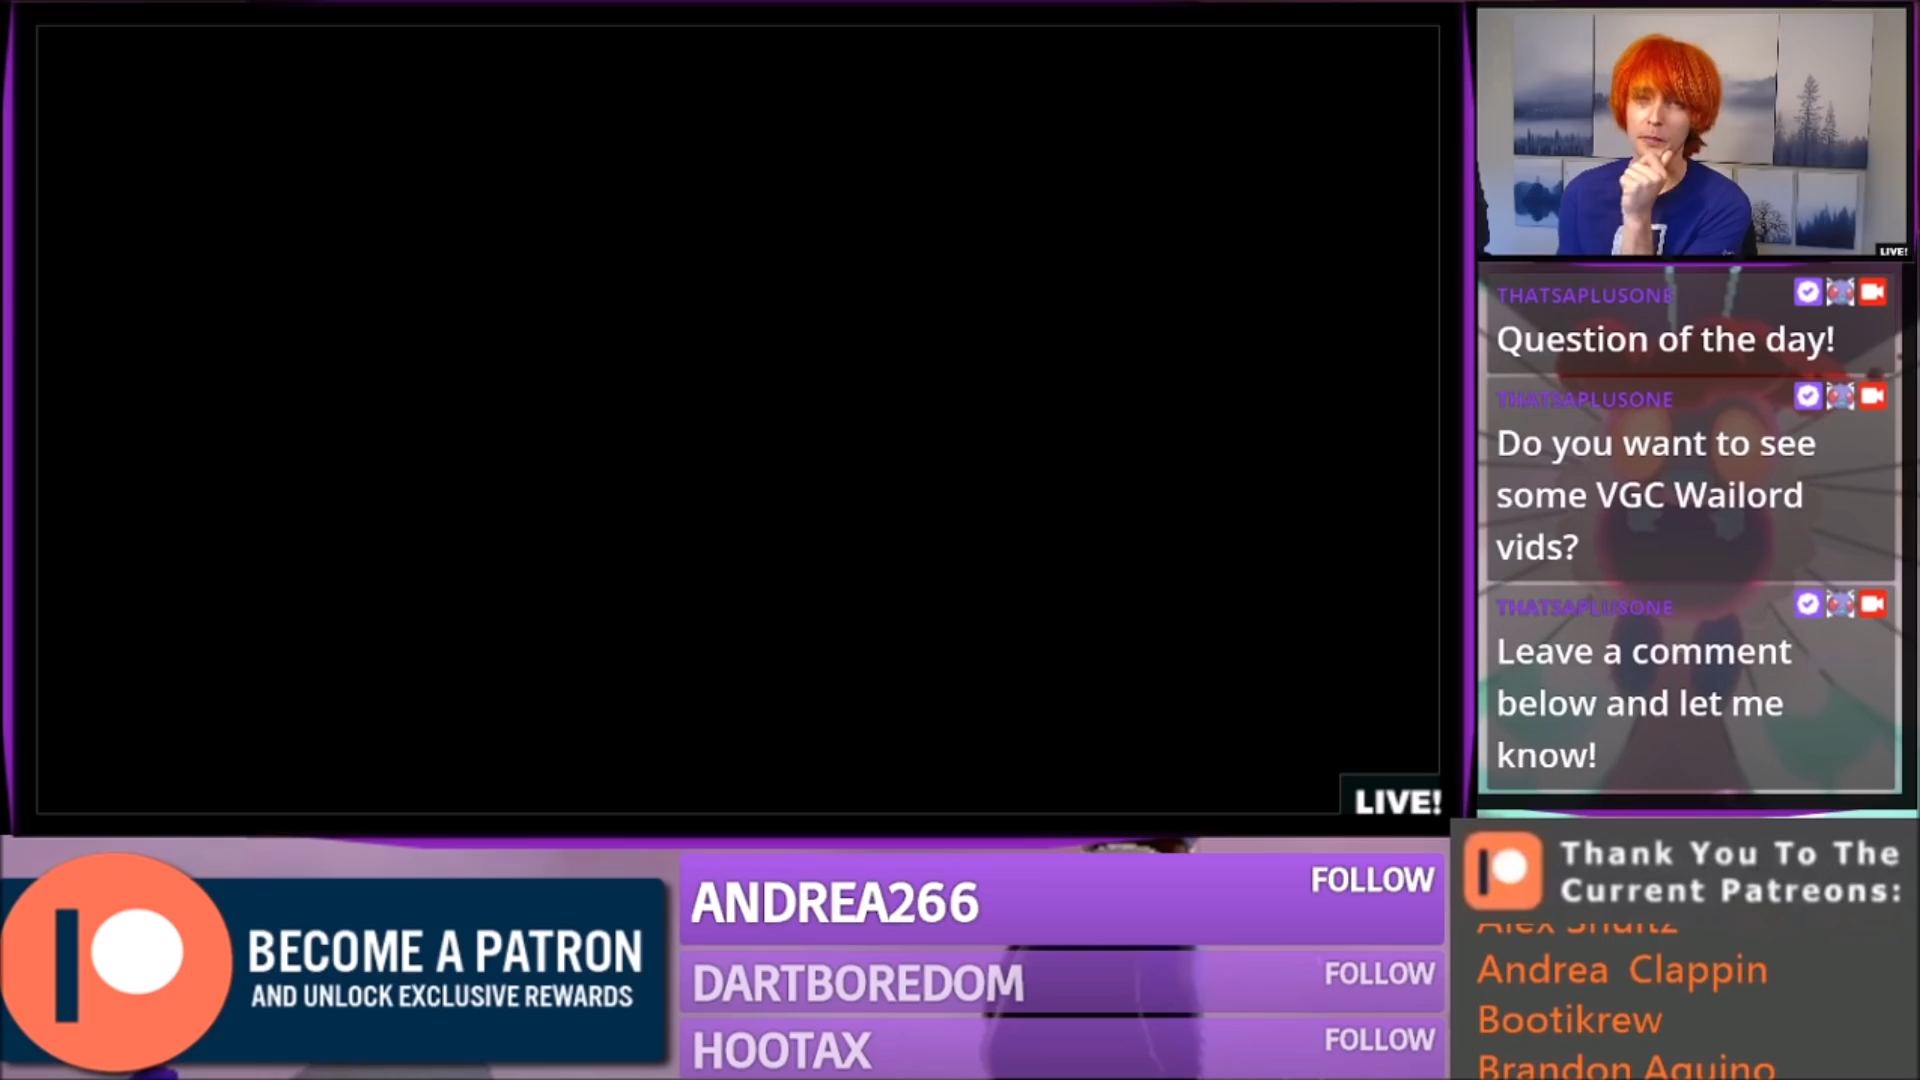 LIVE!
LIVE!
THATSAPLUSONE
Question of the day!
THATSAPLUSONE
Do you want to see
some VGC Wailord
vids?
THATSAPLUSONE
Leave a comment
below and let me
know!
BECOME A PATRON
AND UNLOCK EXCLUSIVE REWARDS
ANDREA266 FOLLOW
DARTBOREDOM FOLLOW
HOOTAX FOLLOW
Thank You To The
Current Patreons:
Alex Shultz
Andrea Clappin
Bootikrew
Brandon Aquino